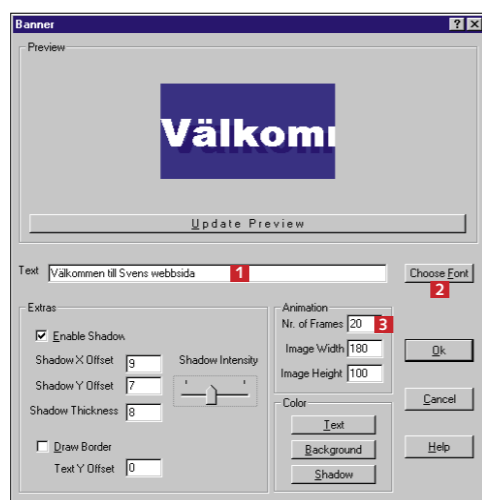 Banner
Preview
Välkomm
Update Preview
Text Välkommen till Svens webbsida 1
Choose Font
2
Extras
Enable Shadow
Shadow X Offset 9
Shadow Y Offset 7
Shadow Thickness 8
Shadow Intensity
Draw Border
Text Y Offset 0
Animation
Nr. of Frames 20 3
Image Width 180
Image Height 100
Color
Text
Background
Shadow
Ok
Cancel
Help